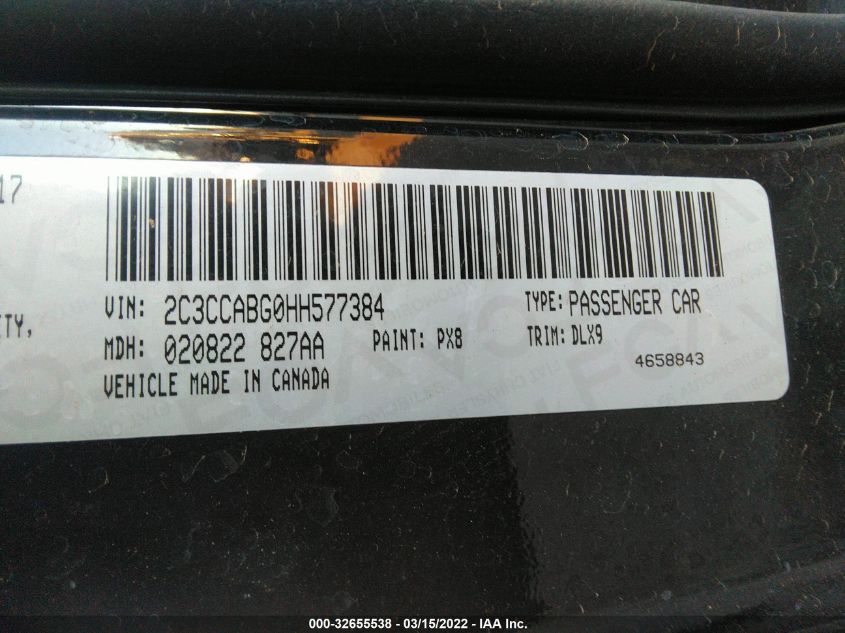 17
VIN: 2C3CCABG0HH577384 TYPE: PASSENGER CAR
ITY,
MDH: 020822 827AA PAINT: PX8 TRIM: DLX9
VEHICLE MADE IN CANADA 4658843
000-32655538 - 03/15/2022 - IAA Inc.